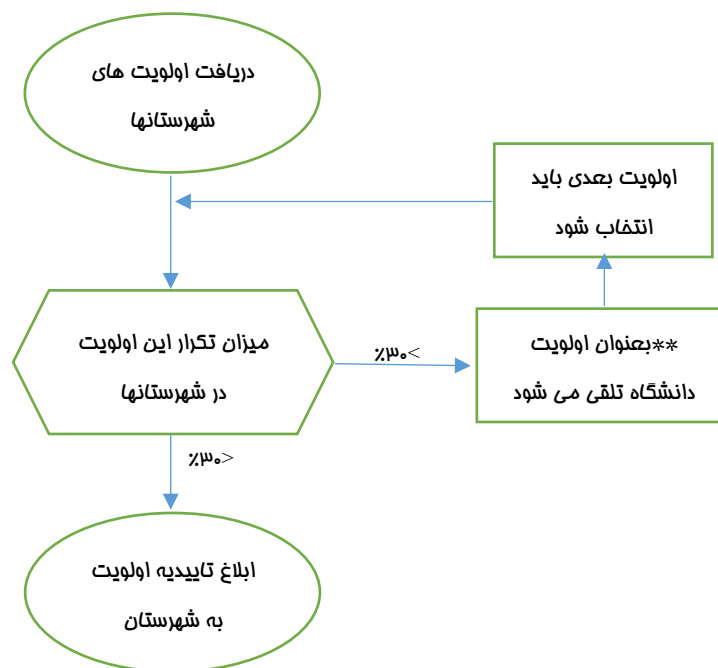 دریافت اولویت های
شهرستانها
اولویت بعدی باید
انتخاب شود
میزان تکرار این اولویت
در شهرستانها
>۳۰٪
**بعنوان اولویت
دانشگاه تلقی می شود
<۳۰٪
ابلاغ تاییدیه اولویت
به شهرستان